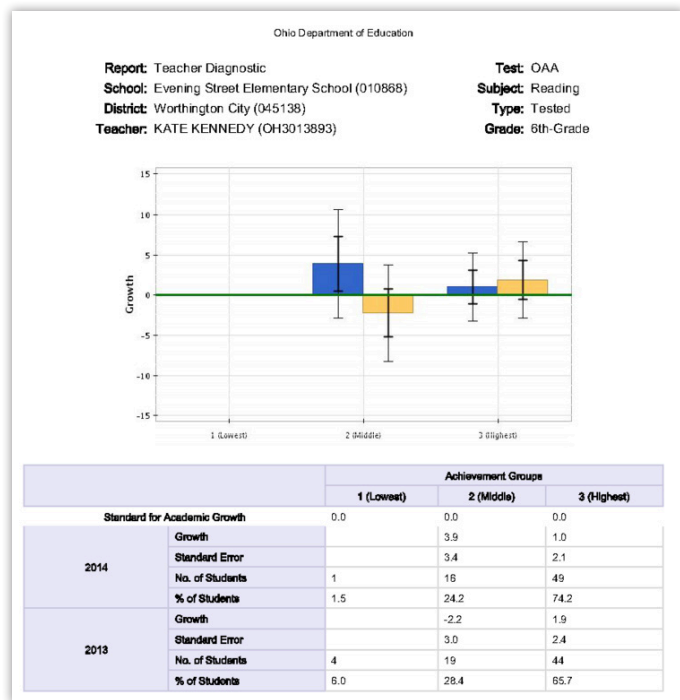 Ohio Department of Education
Report: Teacher Diagnostic Test: OAA
School: Evening Street Elementary School (010868) Subject: Reading
District: Worthington City (045138) Type: Tested
Teacher: KATE KENNEDY (OH3013893) Grade: 6th-Grade
15
10
5
0
-5
-10
-15
Growth
1 (Lowest) 2 (Middle) 3 (Highest)
Achievement Groups
1 (Lowest) 2 (Middle) 3 (Highest)
Standard for Academic Growth 0.0 0.0 0.0
2014
Growth 3.9 1.0
Standard Error 3.4 2.1
No. of Students 1 16 49
% of Students 1.5 24.2 74.2
2013
Growth -2.2 1.9
Standard Error 3.0 2.4
No. of Students 4 19 44
% of Students 6.0 28.4 65.7